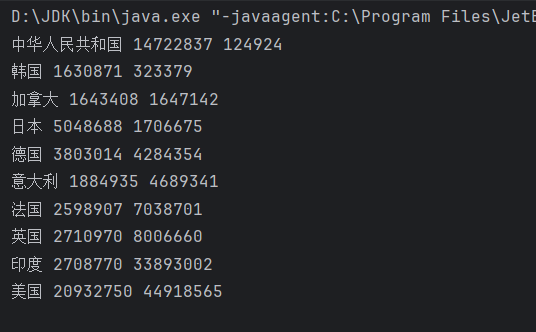 D:\JDK\bin\java.exe "-javaagent:C:\Program Files\JetB
中华人民共和国 14722837 124924
韩国 1630871 323379
加拿大 1643408 1647142
日本 5048688 1706675
德国 3803014 4284354
意大利 1884935 4689341
法国 2598907 7038701
英国 2710970 8006660
印度 2708770 33893002
美国 20932750 44918565